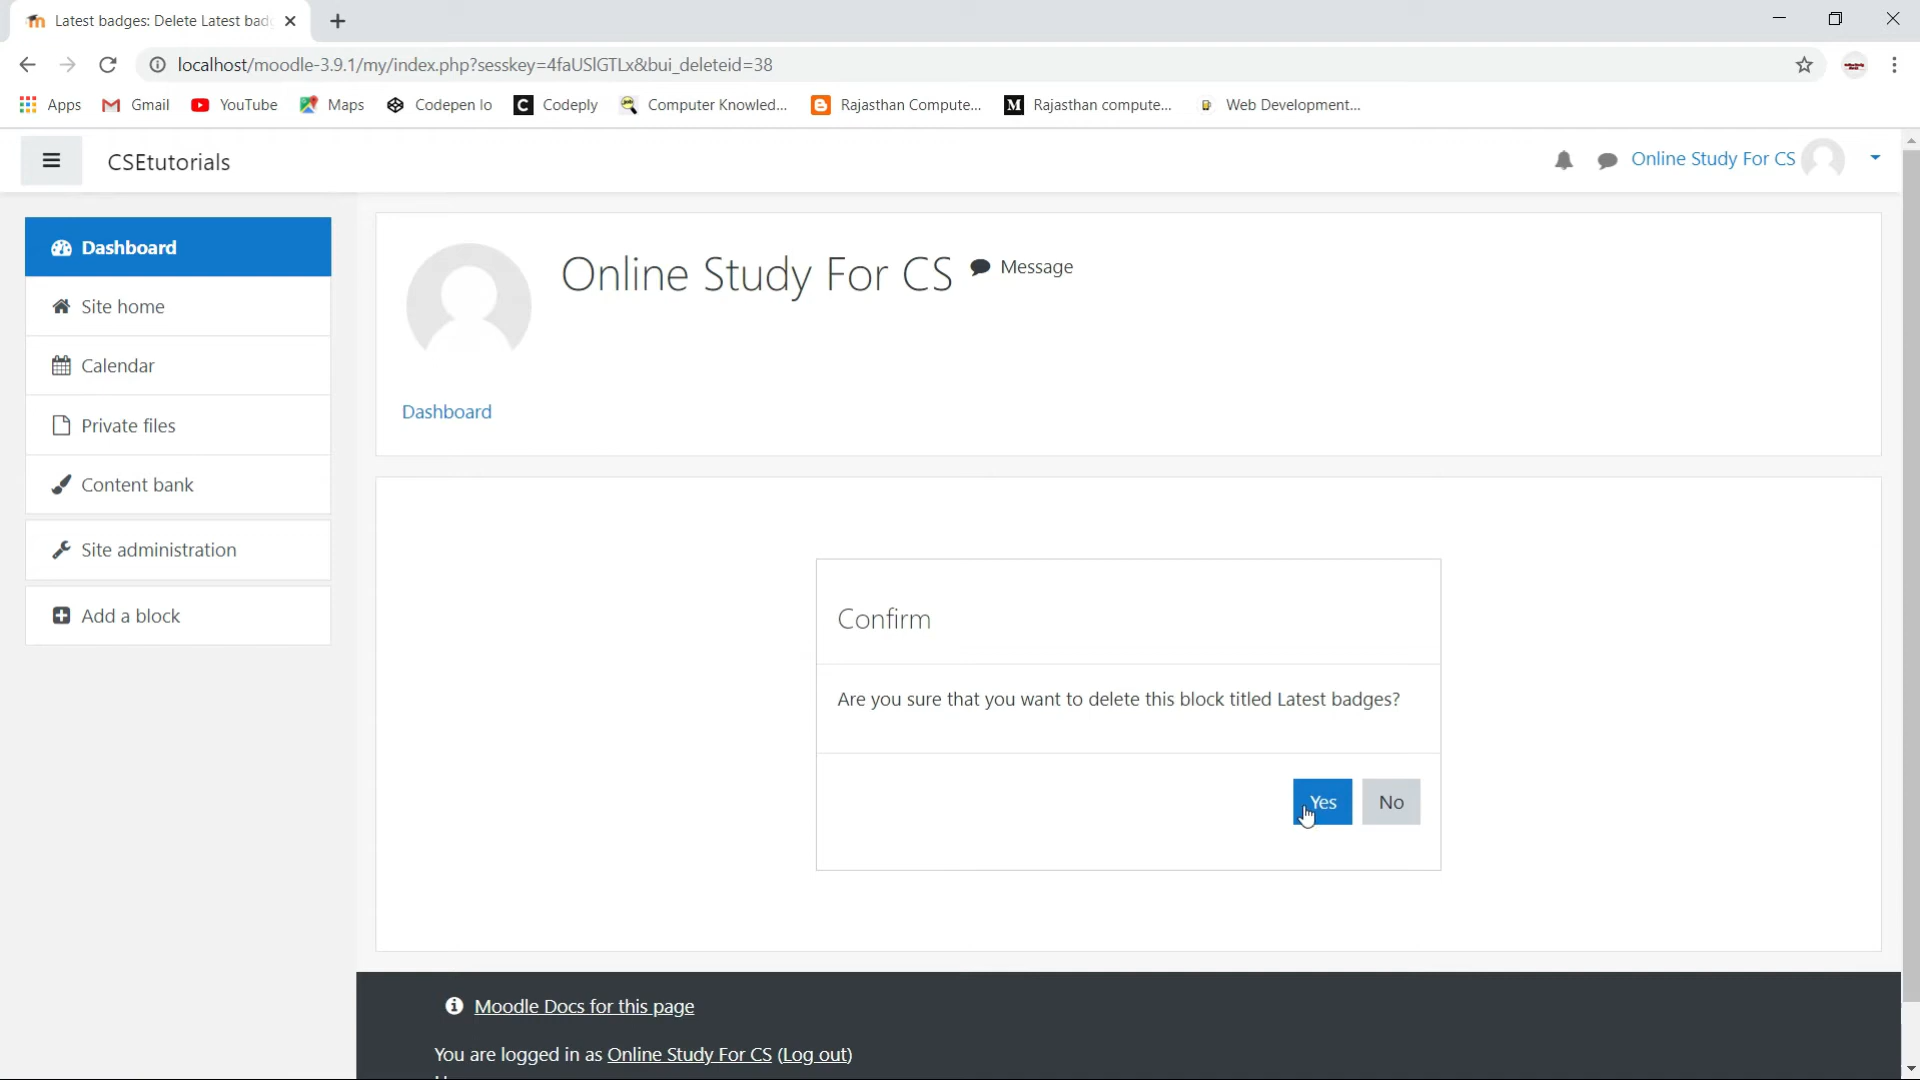 Latest badges: Delete Latest bad
localhost/moodle-3.9.1/my/index.php?sesskey=4faUSIGTLx&bui_deleteid=38
Apps Gmail YouTube Maps Codepen Io Codeply Computer Knowled... Rajasthan Compute... Rajasthan compute... Web Development...
CSEtutorials
Online Study For CS
Dashboard
Site home
Calendar
Private files
Content bank
Site administration
Add a block
Online Study For CS Message
Dashboard
Confirm
Are you sure that you want to delete this block titled Latest badges?
Yes No
Moodle Docs for this page
You are logged in as Online Study For CS (Log out)